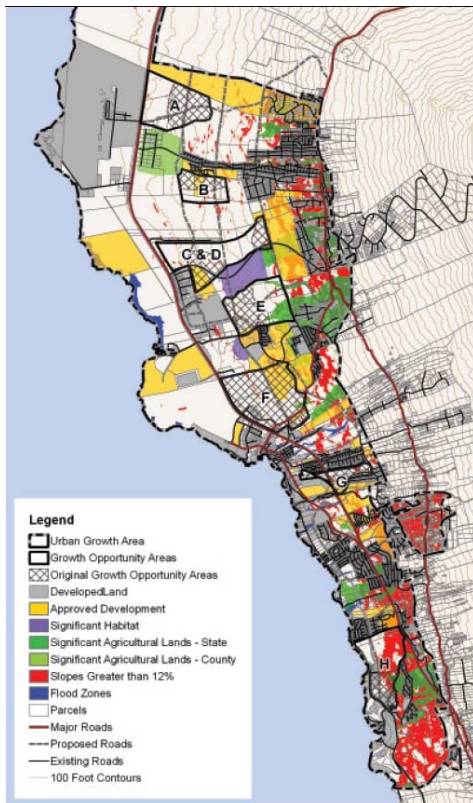 A
B
C & D
E
F
G
H
Legend
Urban Growth Area
Growth Opportunity Areas
Original Growth Opportunity Areas
DevelopedLand
Approved Development
Significant Habitat
Significant Agricultural Lands - State
Significant Agricultural Lands - County
Slopes Greater than 12%
Flood Zones
Parcels
Major Roads
Proposed Roads
Existing Roads
100 Foot Contours